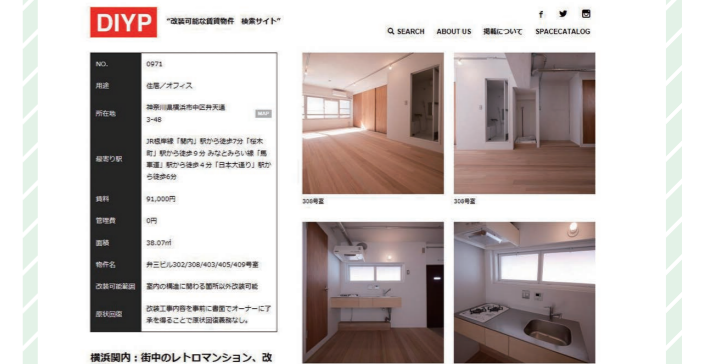 DIYP
“改装可能な賃貸物件 検索サイト”
SEARCH ABOUT US 掲載について SPACECATALOG
NO. 0971
用途 住居／オフィス
所在地 神奈川県横浜市中区弁天通
3-48
MAP
最寄り駅 JR根岸線「関内」駅から徒歩7分「桜木
町」駅から徒歩９分 みなとみらい線「馬
車道」駅から徒歩４分「日本大通り」駅か
ら徒歩6分
賃料 91,000円
管理費 0円
面積 38.07㎡
物件名 弁三ビル302/308/403/405/409号室
改装可能範囲 室内の構造に関わる箇所以外改装可能
原状回復 改装工事内容を事前に書面でオーナーに了
承を得ることで原状回復義務なし。
308号室
308号室
横浜関内：街中のレトロマンション、改